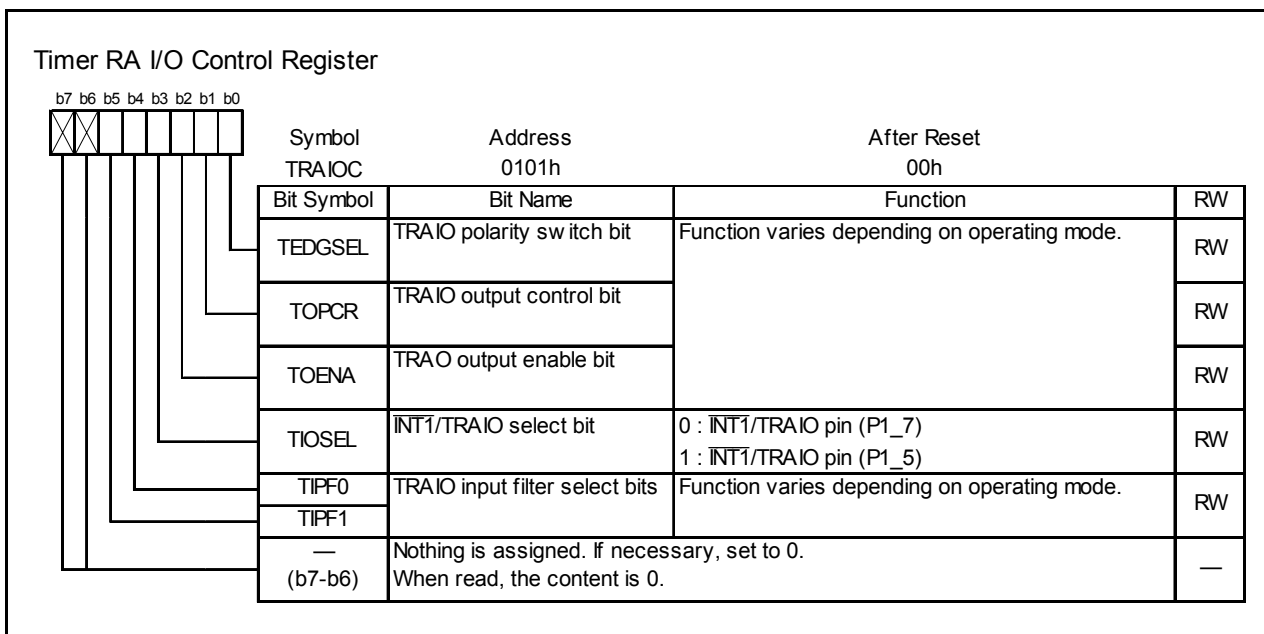 Timer RA I/O Control Register
b7 b6 b5 b4 b3 b2 b1 b0
Symbol Address After Reset
TRAIOC 0101h 00h
Bit Symbol Bit Name Function RW
TEDGSEL TRAIO polarity switch bit Function varies depending on operating mode. RW
TOPCR TRAIO output control bit RW
TOENA TRAO output enable bit RW
TIOSEL I̅N̅T̅1̅/TRAIO select bit 0 : I̅N̅T̅1̅/TRAIO pin (P1_7) RW
1 : I̅N̅T̅1̅/TRAIO pin (P1_5)
TIPF0 TRAIO input filter select bits Function varies depending on operating mode. RW
TIPF1
— Nothing is assigned. If necessary, set to 0. —
(b7-b6) When read, the content is 0.